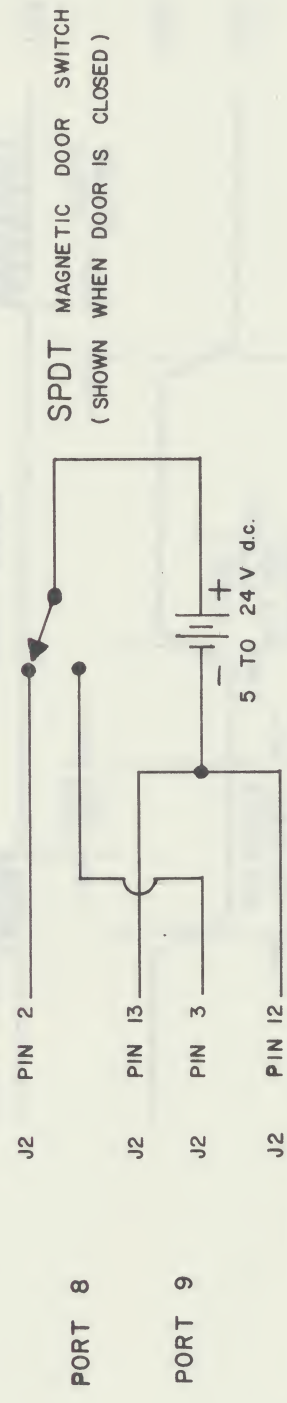 SPDT MAGNETIC DOOR SWITCH
(SHOWN WHEN DOOR IS CLOSED)
J2 PIN 2
PORT 8
J2 PIN 13
PORT 9
J2 PIN 3
J2 PIN 12
— +
5 TO 24 V d.c.